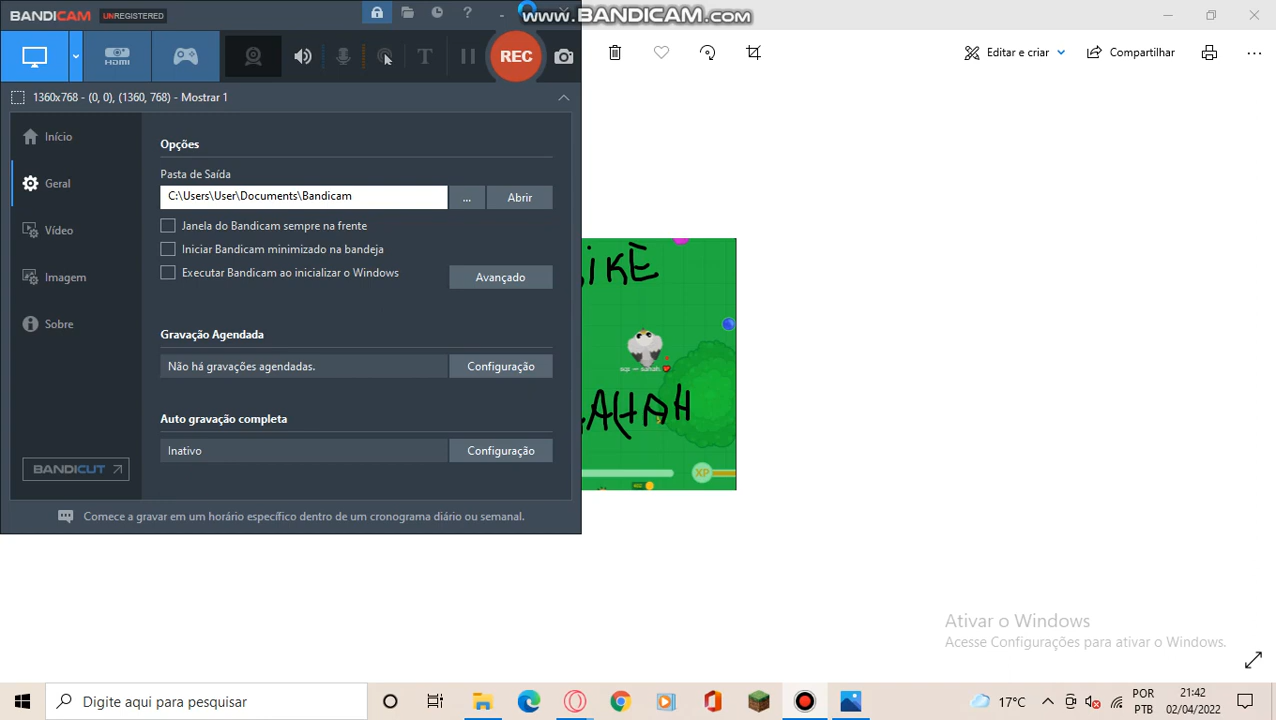 BANDICAM UNREGISTERED
www.BANDICAM.com
HDMI
REC
Editar e criar
Compartilhar
1360x768 - (0, 0), (1360, 768) - Mostrar 1
Início
Geral
Vídeo
Imagem
Sobre
BANDICUT
Opções
Pasta de Saída
C:\Users\User\Documents\Bandicam
...
Abrir
Janela do Bandicam sempre na frente
Iniciar Bandicam minimizado na bandeja
Executar Bandicam ao inicializar o Windows
Avançado
Gravação Agendada
Não há gravações agendadas.
Configuração
Auto gravação completa
Inativo
Configuração
Comece a gravar em um horário específico dentro de um cronograma diário ou semanal.
XP
Ativar o Windows
Acesse Configurações para ativar o Windows.
Digite aqui para pesquisar
17°C
POR
PTB
21:42
02/04/2022